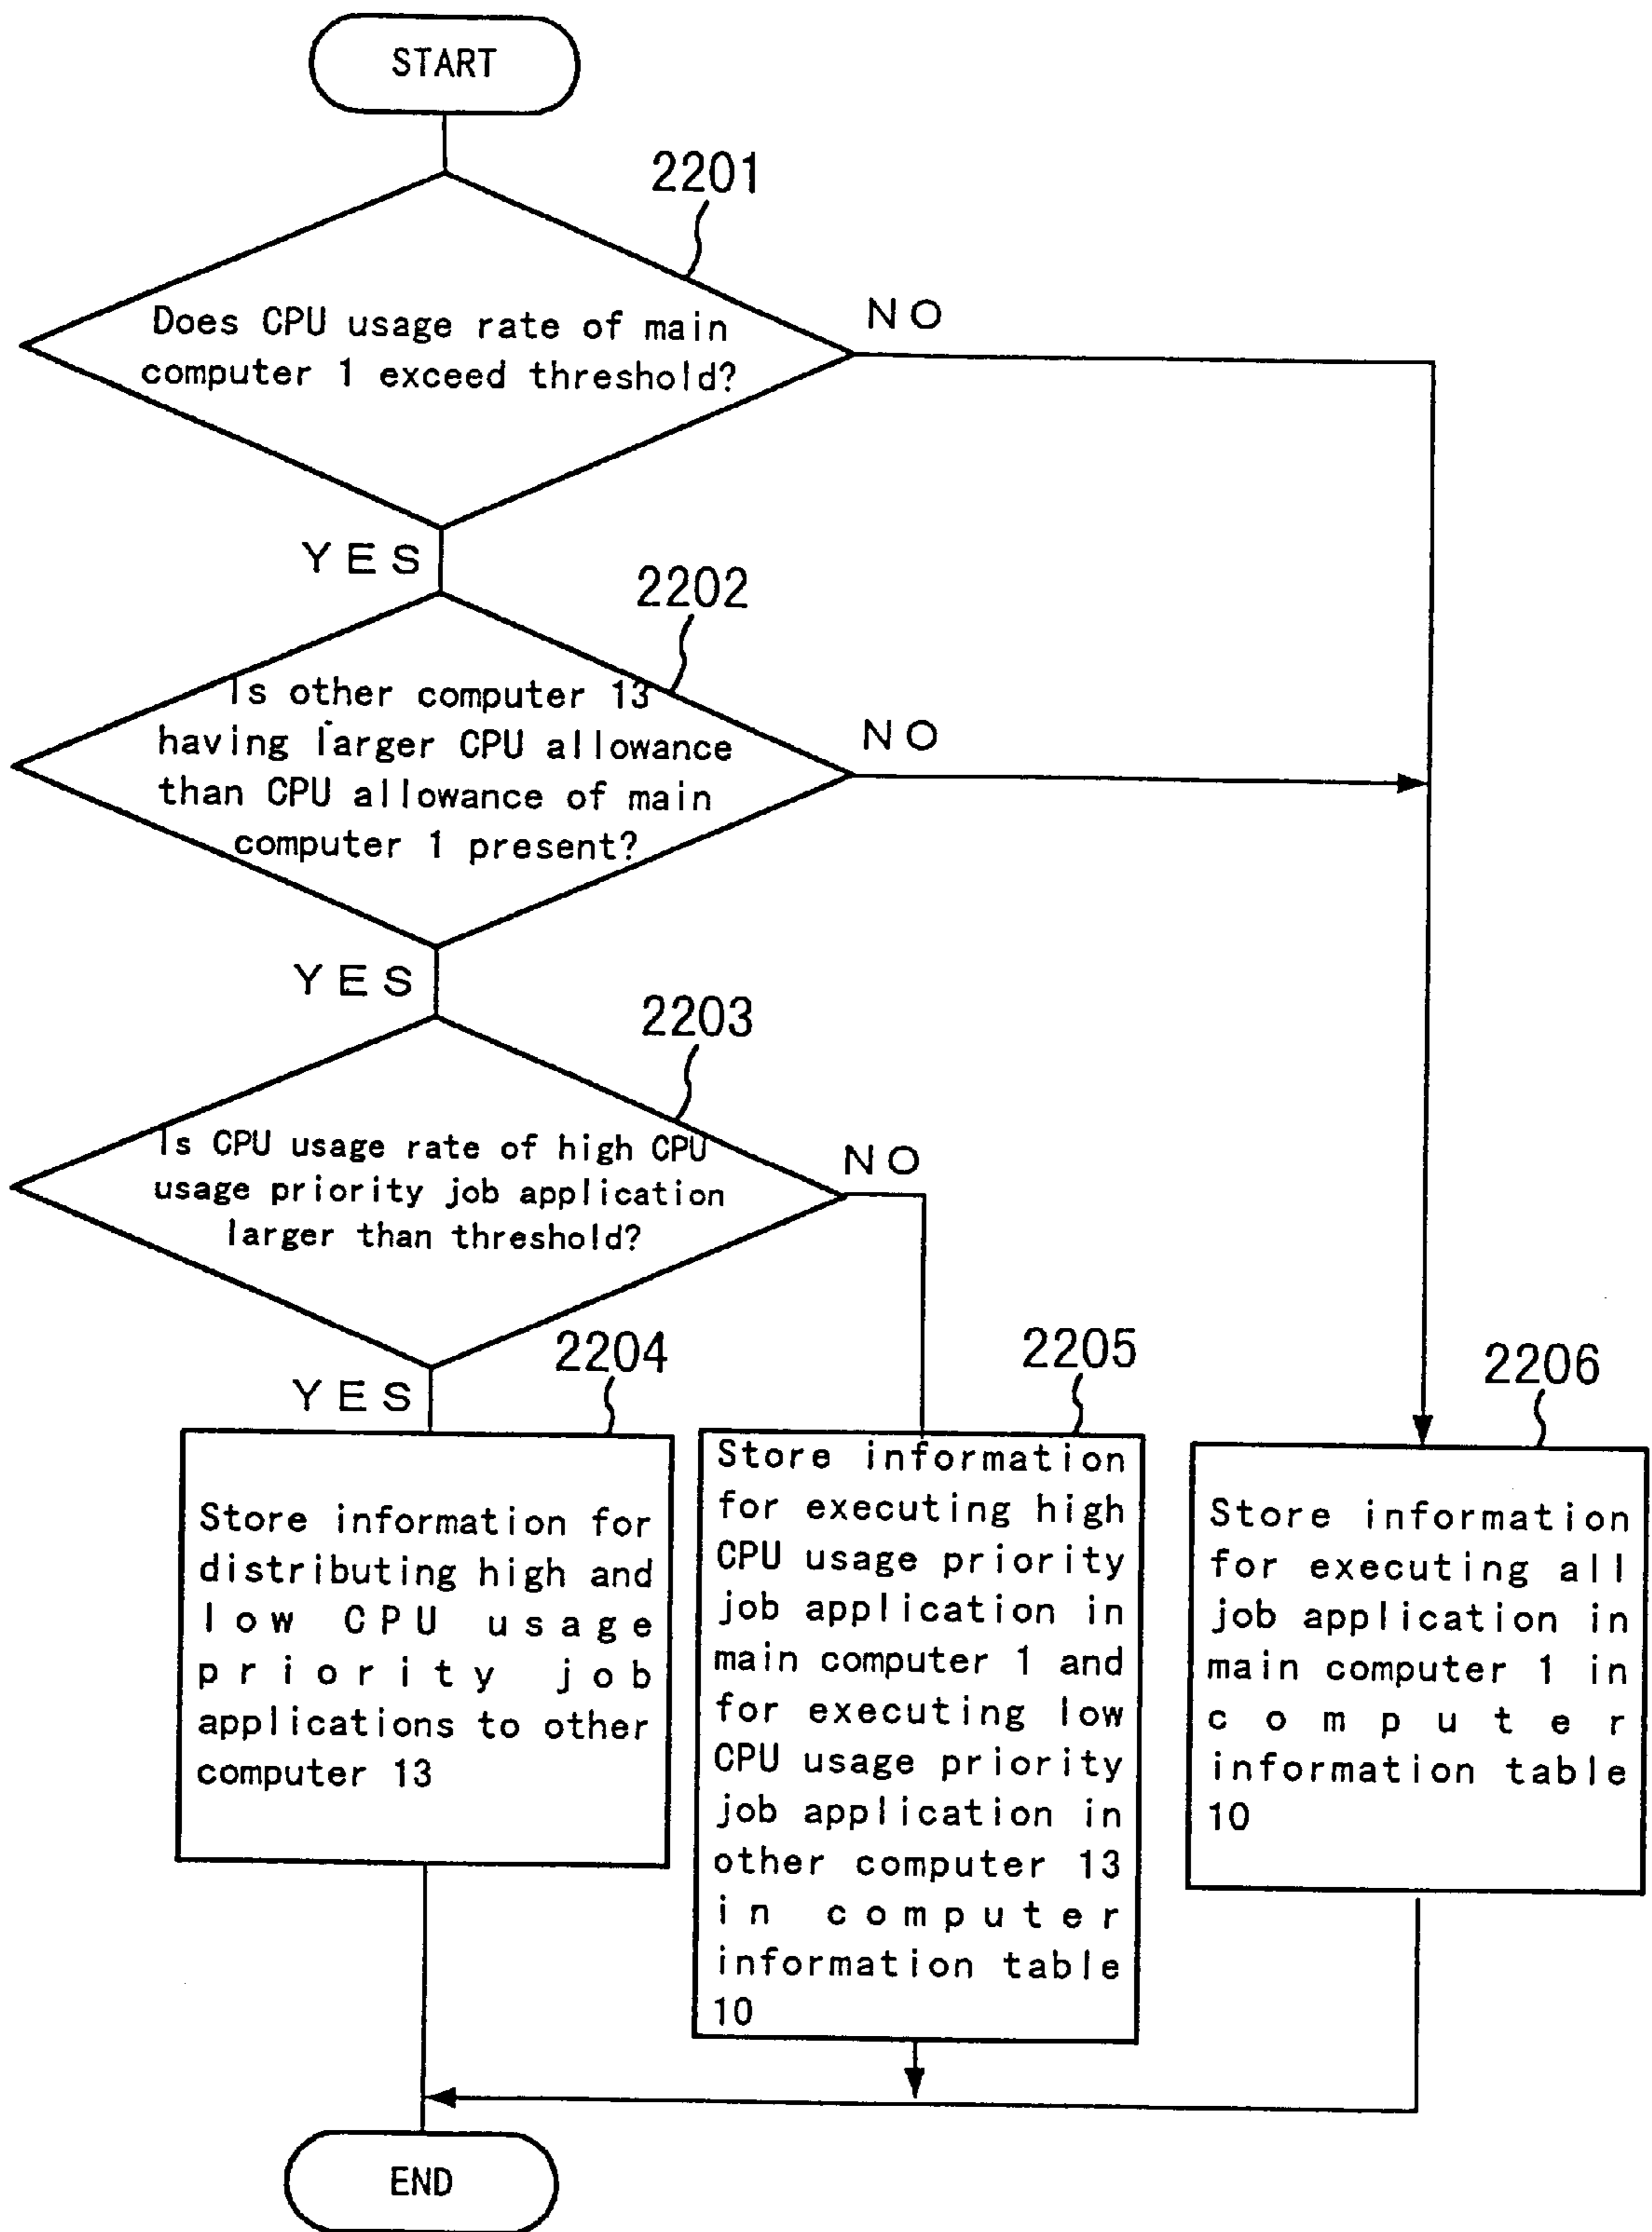 START
2201
Does CPU usage rate of main
computer 1 exceed threshold?
NO
YES
2202
Is other computer 13
having larger CPU allowance
than CPU allowance of main
computer 1 present?
NO
YES
2203
Is CPU usage rate of high CPU
usage priority job application
larger than threshold?
NO
YES
2204
Store information for
distributing high and
low CPU usage
priority job
applications to other
computer 13
2205
Store information
for executing high
CPU usage priority
job application in
main computer 1 and
for executing low
CPU usage priority
job application in
other computer 13
in computer
information table
10
2206
Store information
for executing all
job application in
main computer 1 in
computer
information table
10
END